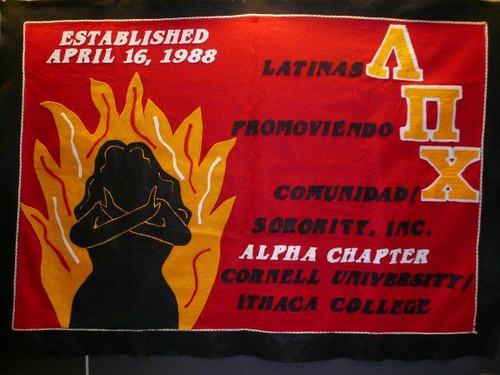 ESTABLISHED
APRIL 16, 1988
LATINAS Λ
PROMOVIENDO Π
COMUNIDAD/ Χ
SORORITY, INC.
ALPHA CHAPTER
CORNELL UNIVERSITY/
ITHACA COLLEGE